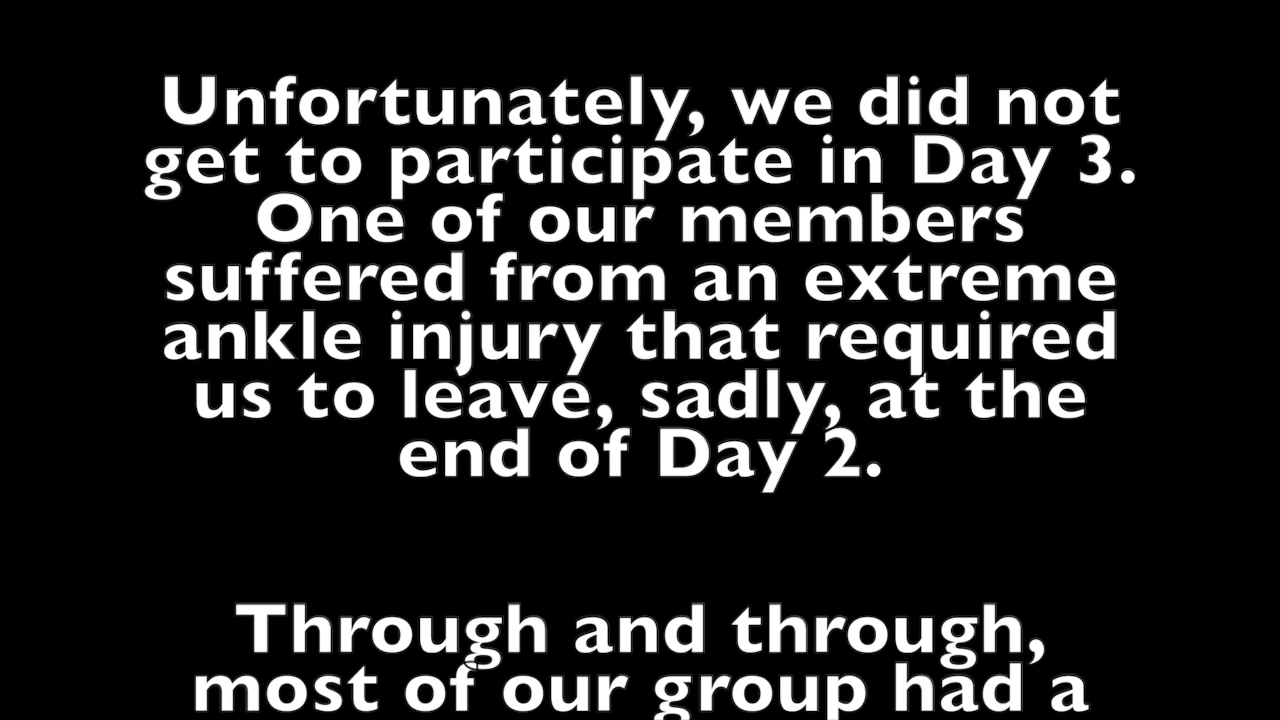 Unfortunately, we did not
get to participate in Day 3.
One of our members
suffered from an extreme
ankle injury that required
us to leave, sadly, at the
end of Day 2.
Through and through,
most of our group had a